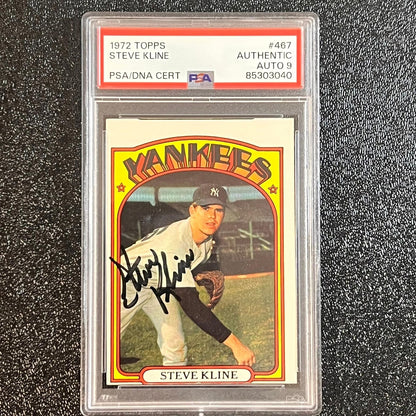 1972 TOPPS #467
STEVE KLINE AUTHENTIC
AUTO 9
PSA/DNA CERT PSA 85303040
YANKEES
NY
Steve Kline
STEVE KLINE